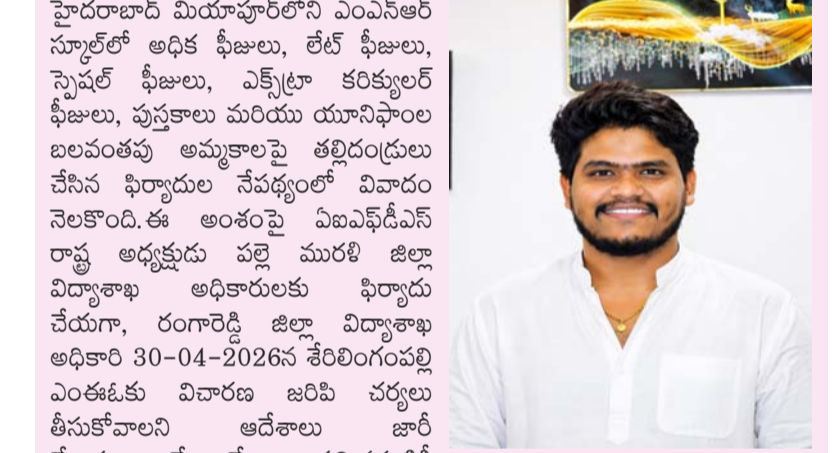 హైదరాబాద్ మియాపూర్‌లోని ఎంఎన్ఆర్
స్కూల్‌లో అధిక ఫీజులు, లేట్ ఫీజులు,
స్పెషల్ ఫీజులు, ఎక్స్‌ట్రా కరిక్యులర్
ఫీజులు, పుస్తకాలు మరియు యూనిఫాంల
బలవంతపు అమ్మకాలపై తల్లిదండ్రులు
చేసిన ఫిర్యాదుల నేపథ్యంలో వివాదం
నెలకొంది.ఈ అంశంపై ఏఐఎఫ్‌డీఎస్
రాష్ట్ర అధ్యక్షుడు పల్లె మురళి జిల్లా
విద్యాశాఖ అధికారులకు ఫిర్యాదు
చేయగా, రంగారెడ్డి జిల్లా విద్యాశాఖ
అధికారి 30-04-2026న శేరిలింగంపల్లి
ఎంఈఓకు విచారణ జరిపి చర్యలు
తీసుకోవాలని ఆదేశాలు జారీ